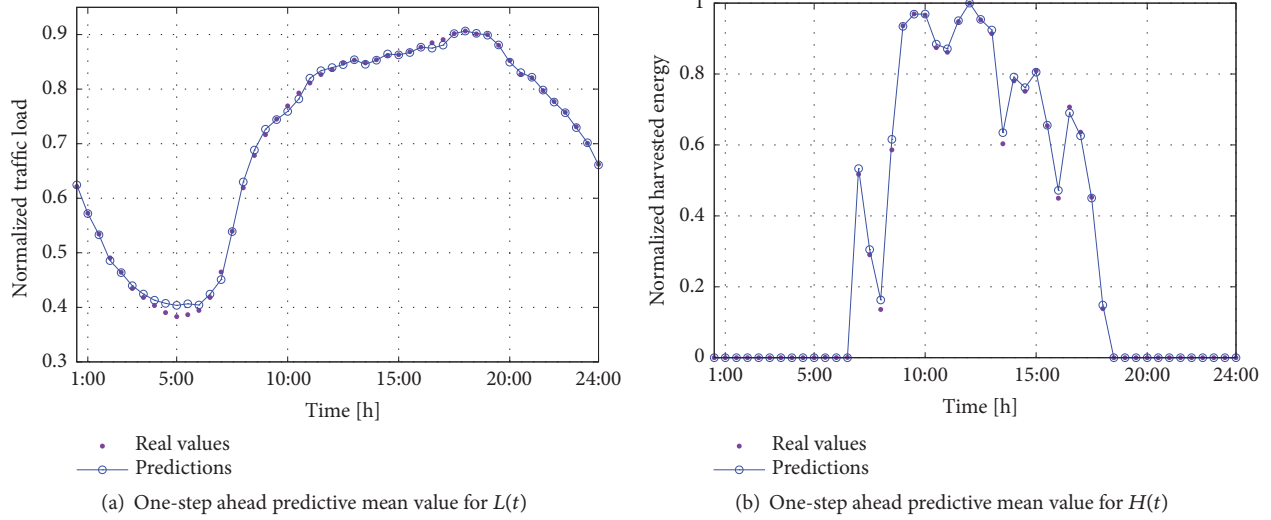 Normalized traffic load
0.9
0.8
0.7
0.6
0.5
0.4
0.3
1:00 5:00 10:00 15:00 20:00 24:00
Time [h]
Real values
Predictions
(a) One-step ahead predictive mean value for L(t)
Normalized harvested energy
1
0.8
0.6
0.4
0.2
0
1:00 5:00 10:00 15:00 20:00 24:00
Time [h]
Real values
Predictions
(b) One-step ahead predictive mean value for H(t)